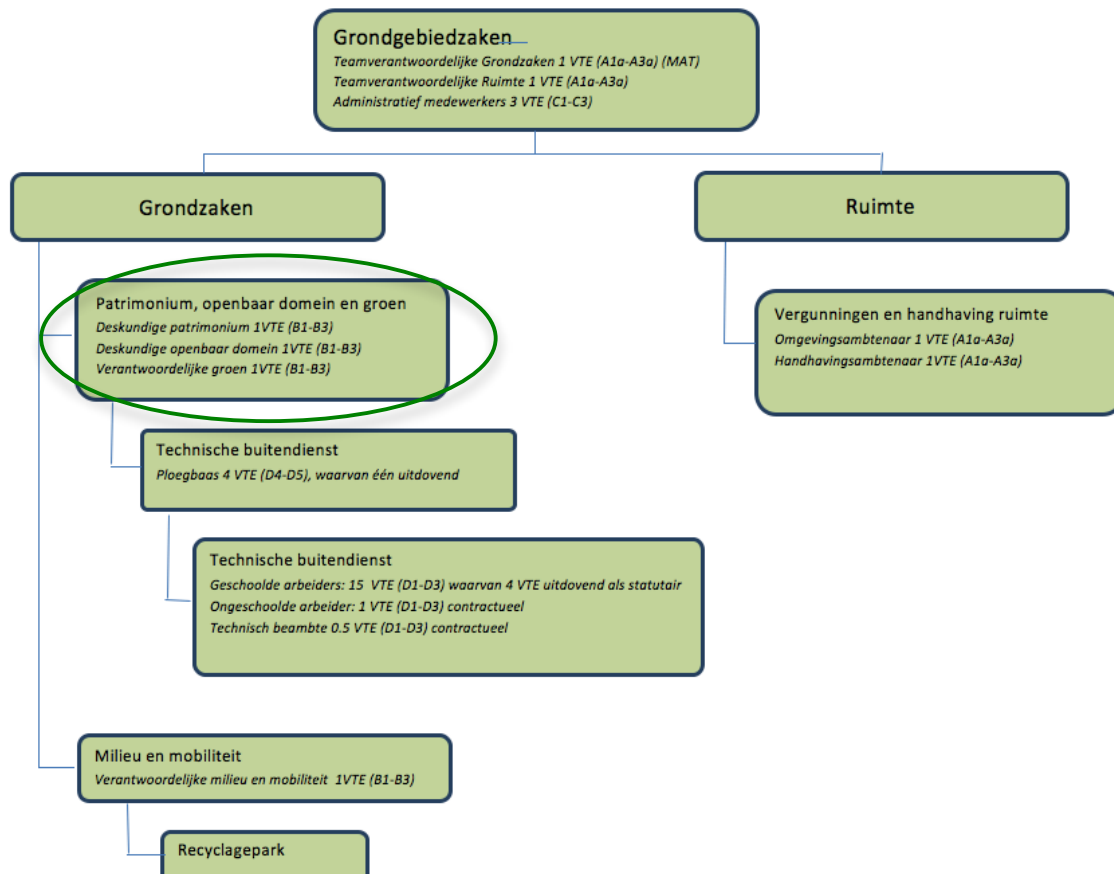 Grondgebiedzaken
Teamverantwoordelijke Grondzaken 1 VTE (A1a-A3a) (MAT)
Teamverantwoordelijke Ruimte 1 VTE (A1a-A3a)
Administratief medewerkers 3 VTE (C1-C3)
Grondzaken
Ruimte
Patrimonium, openbaar domein en groen
Deskundige patrimonium 1VTE (B1-B3)
Deskundige openbaar domein 1VTE (B1-B3)
Verantwoordelijke groen 1VTE (B1-B3)
Vergunningen en handhaving ruimte
Omgevingsambtenaar 1 VTE (A1a-A3a)
Handhavingsambtenaar 1VTE (A1a-A3a)
Technische buitendienst
Ploegbaas 4 VTE (D4-D5), waarvan één uitdovend
Technische buitendienst
Geschoolde arbeiders: 15 VTE (D1-D3) waarvan 4 VTE uitdovend als statutair
Ongeschoolde arbeider: 1 VTE (D1-D3) contractueel
Technisch beambte 0.5 VTE (D1-D3) contractueel
Milieu en mobiliteit
Verantwoordelijke milieu en mobiliteit 1VTE (B1-B3)
Recyclagepark